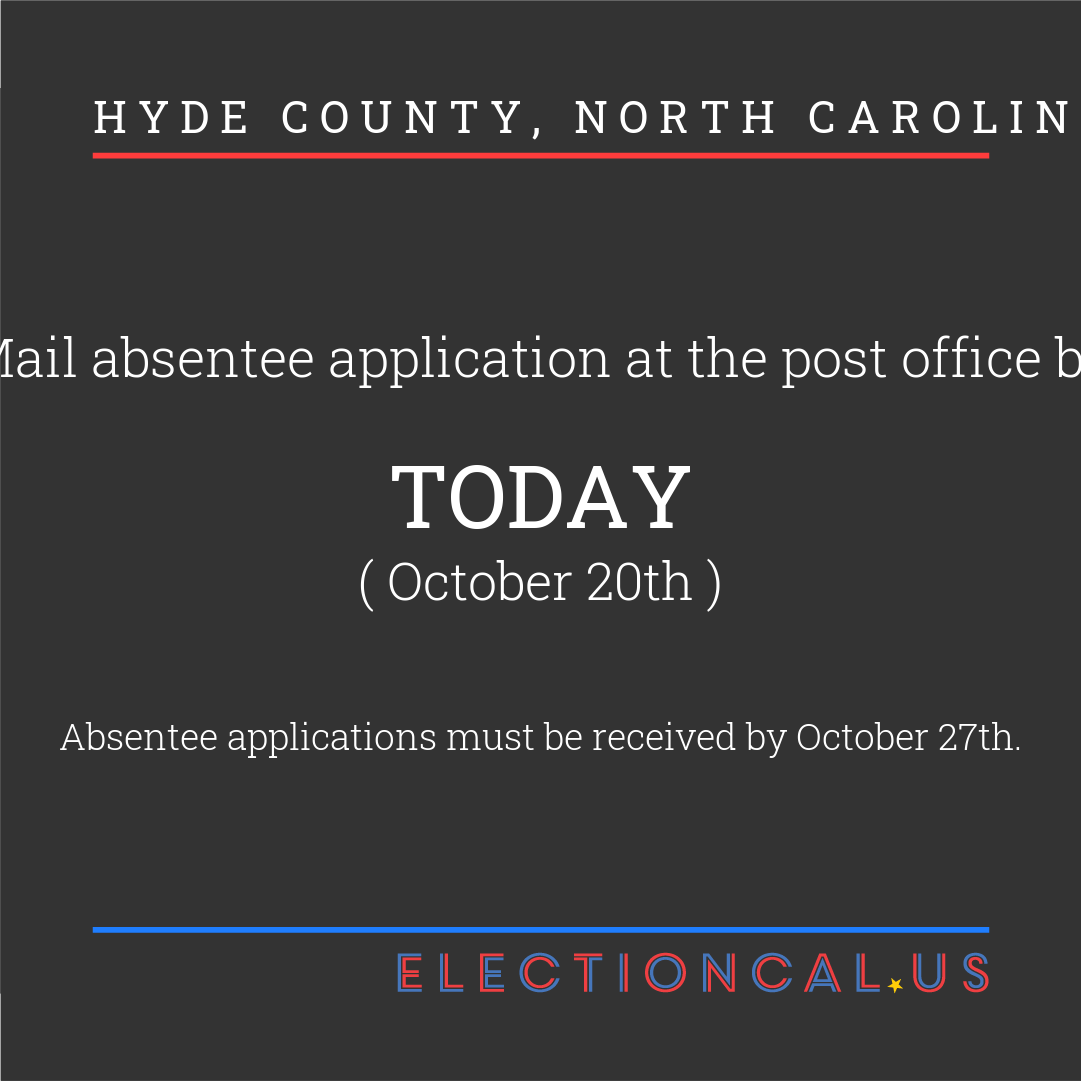 HYDE COUNTY, NORTH CAROLIN
Mail absentee application at the post office b
TODAY
( October 20th )
Absentee applications must be received by October 27th.
ELECTIONCAL.US